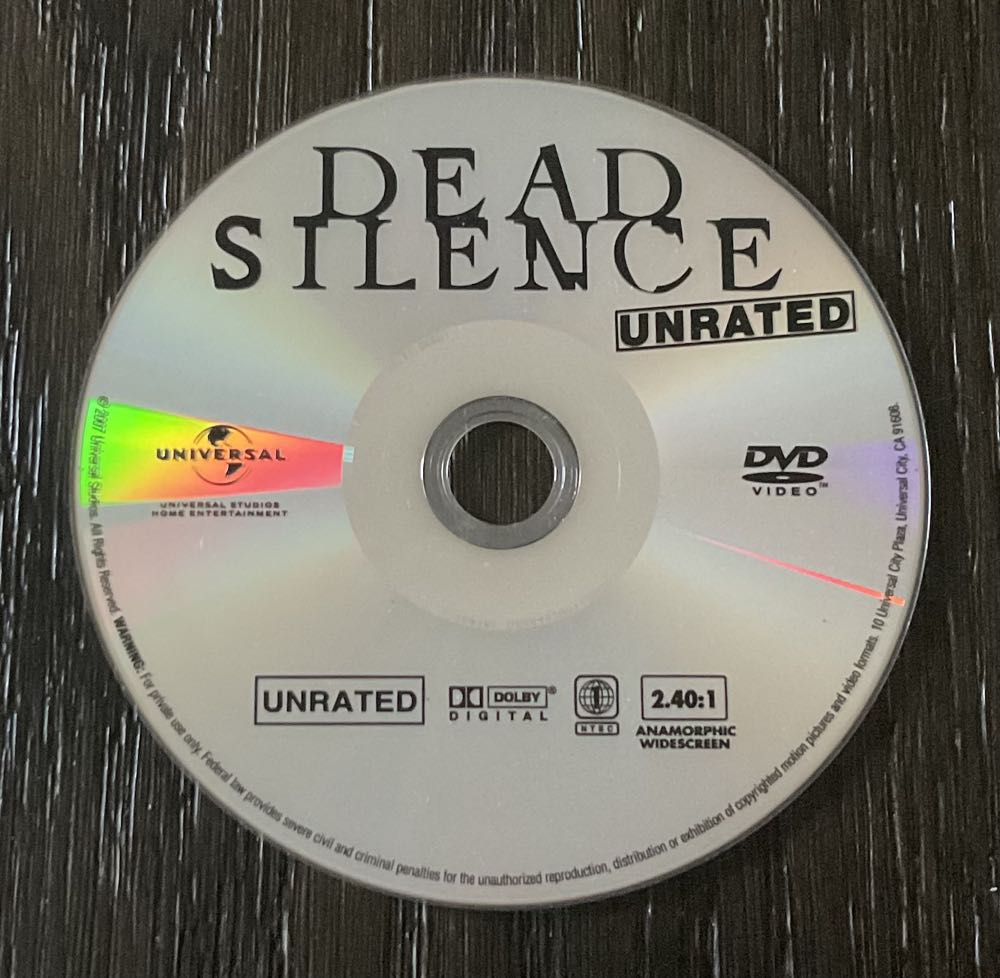 DEAD
SILENCE
UNRATED
UNIVERSAL
UNIVERSAL STUDIOS
HOME ENTERTAINMENT
DVD
VIDEO™
UNRATED
DOLBY®
DIGITAL
1
NTSC
2.40:1
ANAMORPHIC
WIDESCREEN
© 2007 Universal Studios. All Rights Reserved. WARNING: For private use only. Federal law provides severe civil and criminal penalties for the unauthorized reproduction, distribution or exhibition of copyrighted motion pictures and video formats. 10 Universal City Plaza, Universal City, CA 91608.